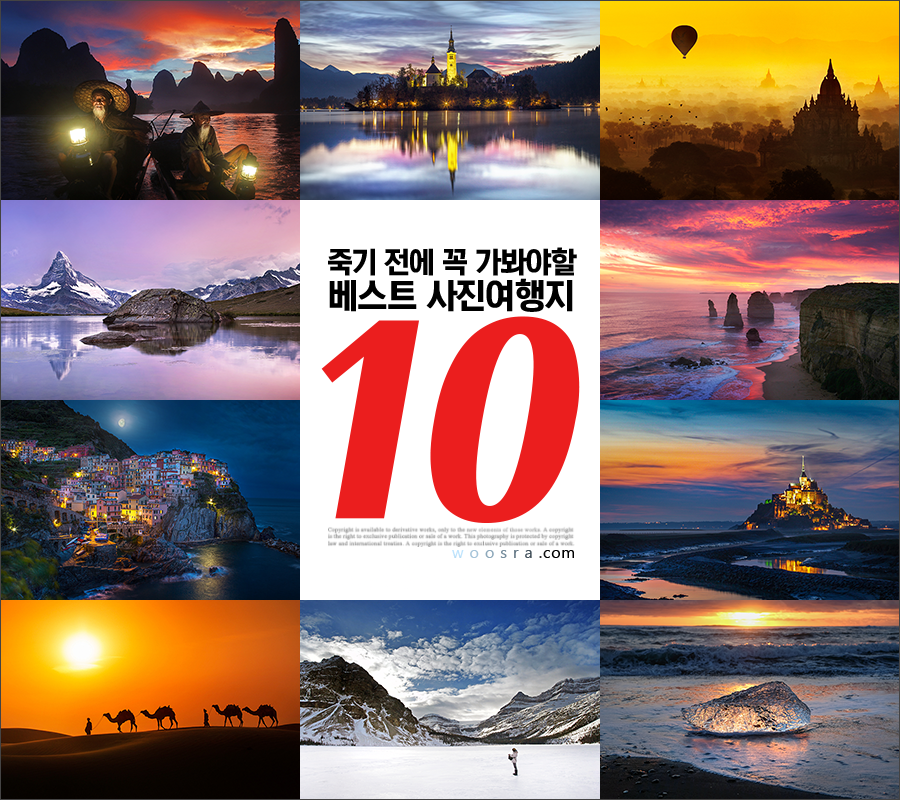 죽기 전에 꼭 가봐야할
베스트 사진여행지
10
Copyright is available to derivative works, only to the new elements of those works. A copyright
is the right to exclusive publication or sale of a work. This photography is protected by copyright
law and international treaties. A copyright is the right to exclusive publication or sale of a work.
woosra.com